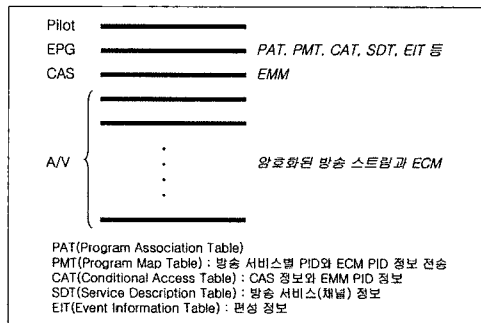 Pilot
EPG PAT, PMT, CAT, SDT, EIT 등
CAS EMM
A/V 암호화된 방송 스트림과 ECM
PAT(Program Association Table)
PMT(Program Map Table) : 방송 서비스별 PID와 ECM PID 정보 전송
CAT(Conditional Access Table) : CAS 정보와 EMM PID 정보
SDT(Service Description Table) : 방송 서비스(채널) 정보
EIT(Event Information Table) : 편성 정보